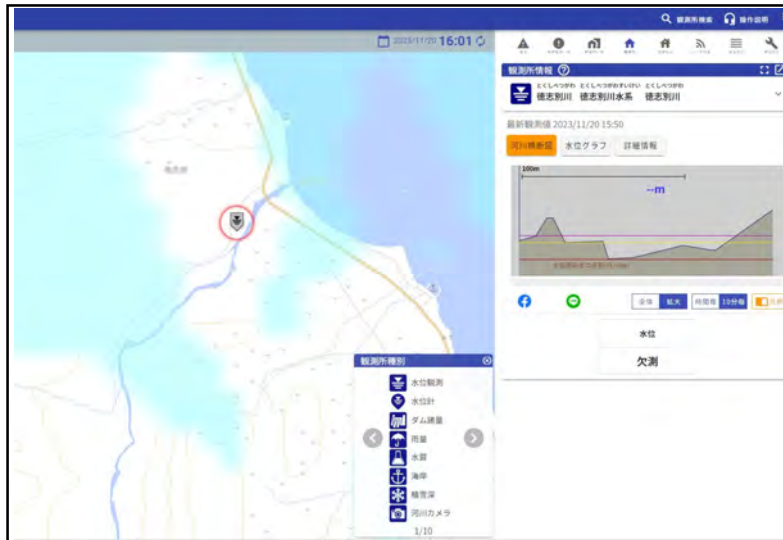 観測所検索 操作説明
2023/11/20 16:01
観測所情報
とくしべつがわ とくしべつがわすいけい とくしべつがわ
徳志別川 徳志別川水系 徳志別川
最新観測値 2023/11/20 15:50
河川横断図 水位グラフ 詳細情報
100m
--m
全体 拡大 時間毎 10分毎
水位
欠測
観測所種別
水位観測
水位計
ダム諸量
雨量
水質
海岸
積雪深
河川カメラ
1/10